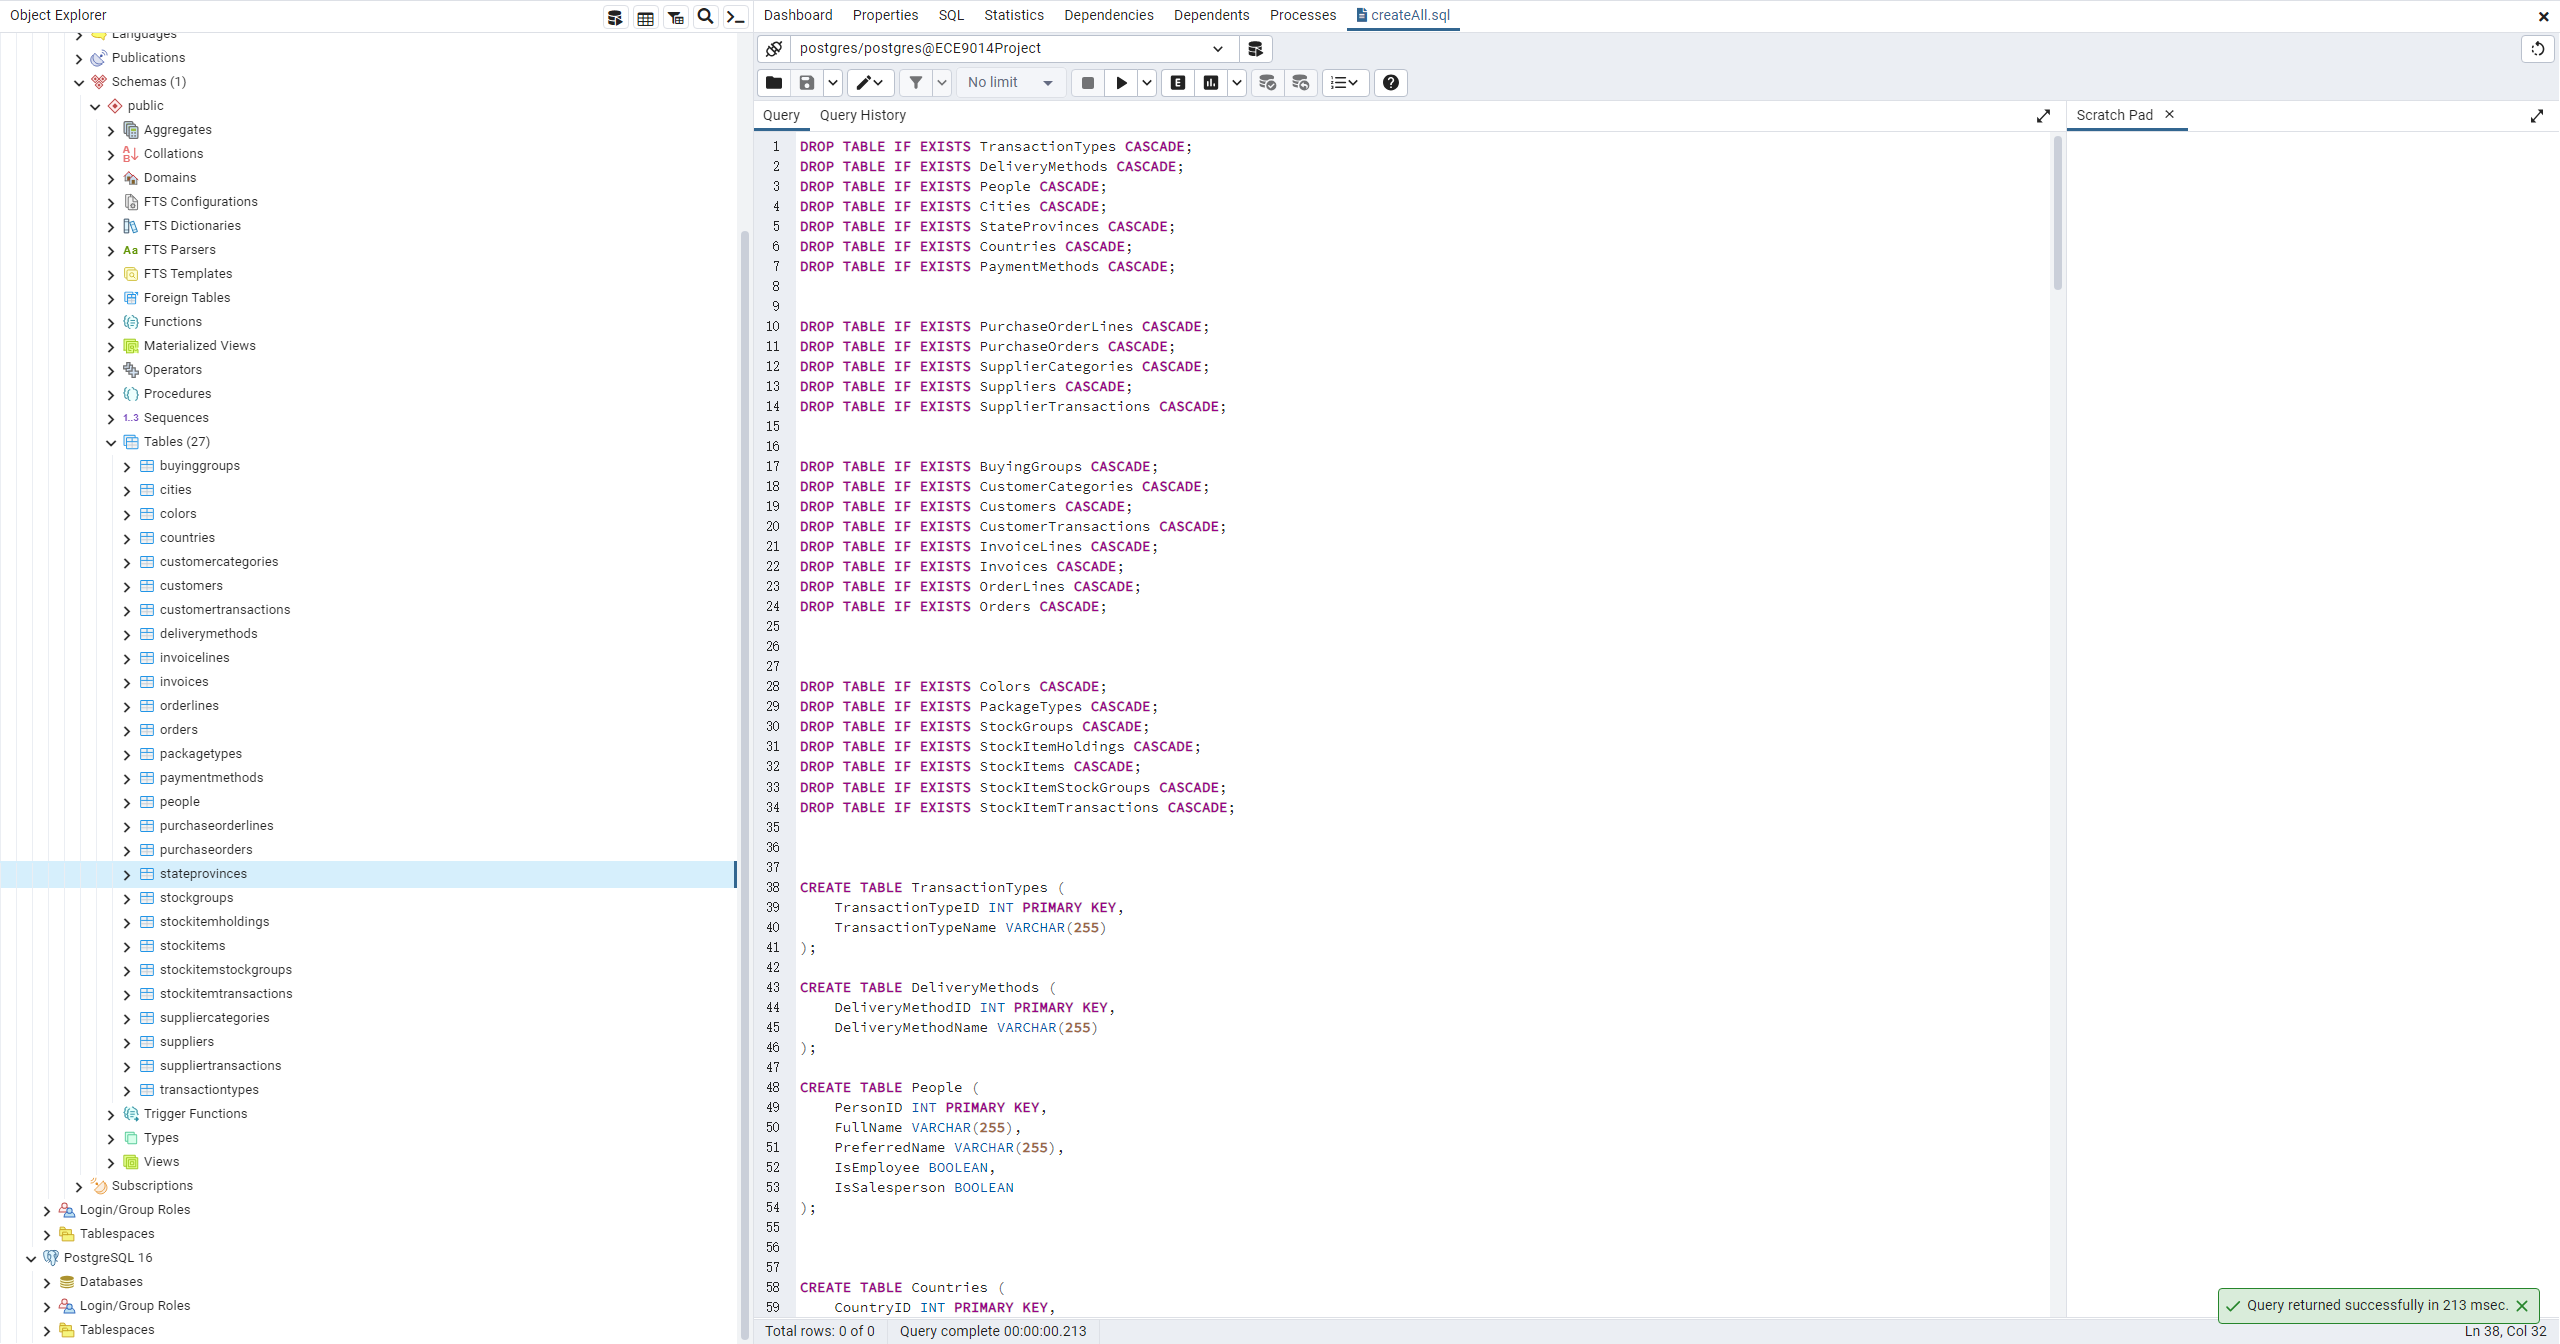 Object Explorer
Languages
Publications
Schemas (1)
public
Aggregates
Collations
Domains
FTS Configurations
FTS Dictionaries
Aa FTS Parsers
FTS Templates
Foreign Tables
Functions
Materialized Views
Operators
Procedures
1..3 Sequences
Tables (27)
buyinggroups
cities
colors
countries
customercategories
customers
customertransactions
deliverymethods
invoicelines
invoices
orderlines
orders
packagetypes
paymentmethods
people
purchaseorderlines
purchaseorders
stateprovinces
stockgroups
stockitemholdings
stockitems
stockitemstockgroups
stockitemtransactions
suppliercategories
suppliers
suppliertransactions
transactiontypes
Trigger Functions
Types
Views
Subscriptions
Login/Group Roles
Tablespaces
PostgreSQL 16
Databases
Login/Group Roles
Tablespaces
Dashboard Properties SQL Statistics Dependencies Dependents Processes createAll.sql
postgres/postgres@ECE9014Project
No limit
Query Query History
Scratch Pad
1 DROP TABLE IF EXISTS TransactionTypes CASCADE;
2 DROP TABLE IF EXISTS DeliveryMethods CASCADE;
3 DROP TABLE IF EXISTS People CASCADE;
4 DROP TABLE IF EXISTS Cities CASCADE;
5 DROP TABLE IF EXISTS StateProvinces CASCADE;
6 DROP TABLE IF EXISTS Countries CASCADE;
7 DROP TABLE IF EXISTS PaymentMethods CASCADE;
8
9
10 DROP TABLE IF EXISTS PurchaseOrderLines CASCADE;
11 DROP TABLE IF EXISTS PurchaseOrders CASCADE;
12 DROP TABLE IF EXISTS SupplierCategories CASCADE;
13 DROP TABLE IF EXISTS Suppliers CASCADE;
14 DROP TABLE IF EXISTS SupplierTransactions CASCADE;
15
16
17 DROP TABLE IF EXISTS BuyingGroups CASCADE;
18 DROP TABLE IF EXISTS CustomerCategories CASCADE;
19 DROP TABLE IF EXISTS Customers CASCADE;
20 DROP TABLE IF EXISTS CustomerTransactions CASCADE;
21 DROP TABLE IF EXISTS InvoiceLines CASCADE;
22 DROP TABLE IF EXISTS Invoices CASCADE;
23 DROP TABLE IF EXISTS OrderLines CASCADE;
24 DROP TABLE IF EXISTS Orders CASCADE;
25
26
27
28 DROP TABLE IF EXISTS Colors CASCADE;
29 DROP TABLE IF EXISTS PackageTypes CASCADE;
30 DROP TABLE IF EXISTS StockGroups CASCADE;
31 DROP TABLE IF EXISTS StockItemHoldings CASCADE;
32 DROP TABLE IF EXISTS StockItems CASCADE;
33 DROP TABLE IF EXISTS StockItemStockGroups CASCADE;
34 DROP TABLE IF EXISTS StockItemTransactions CASCADE;
35
36
37
38 CREATE TABLE TransactionTypes (
39 TransactionTypeID INT PRIMARY KEY,
40 TransactionTypeName VARCHAR(255)
41 );
42
43 CREATE TABLE DeliveryMethods (
44 DeliveryMethodID INT PRIMARY KEY,
45 DeliveryMethodName VARCHAR(255)
46 );
47
48 CREATE TABLE People (
49 PersonID INT PRIMARY KEY,
50 FullName VARCHAR(255),
51 PreferredName VARCHAR(255),
52 IsEmployee BOOLEAN,
53 IsSalesperson BOOLEAN
54 );
55
56
57
58 CREATE TABLE Countries (
59 CountryID INT PRIMARY KEY,
Query returned successfully in 213 msec.
Total rows: 0 of 0 Query complete 00:00:00.213 Ln 38, Col 32